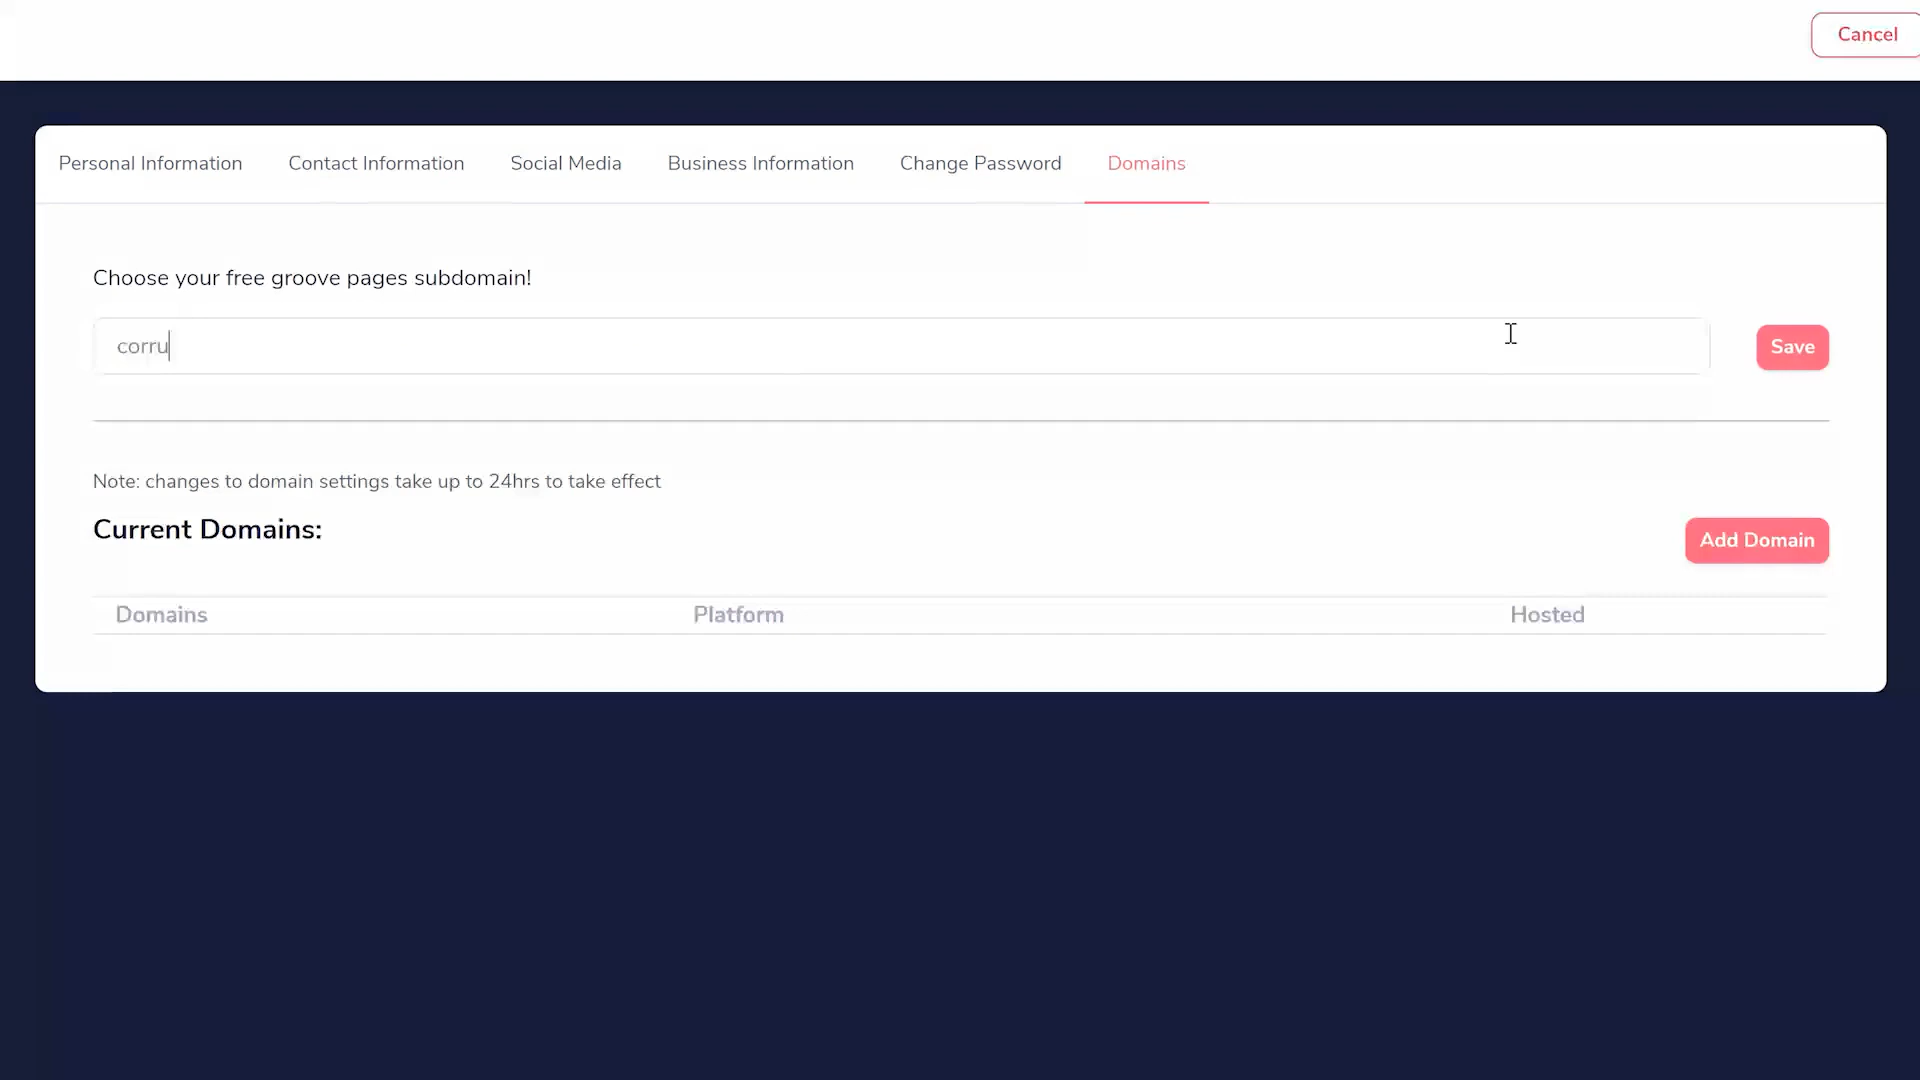 Cancel
Personal Information Contact Information Social Media Business Information Change Password Domains
Choose your free groove pages subdomain!
corru
Save
Note: changes to domain settings take up to 24hrs to take effect
Current Domains:
Add Domain
Domains Platform Hosted